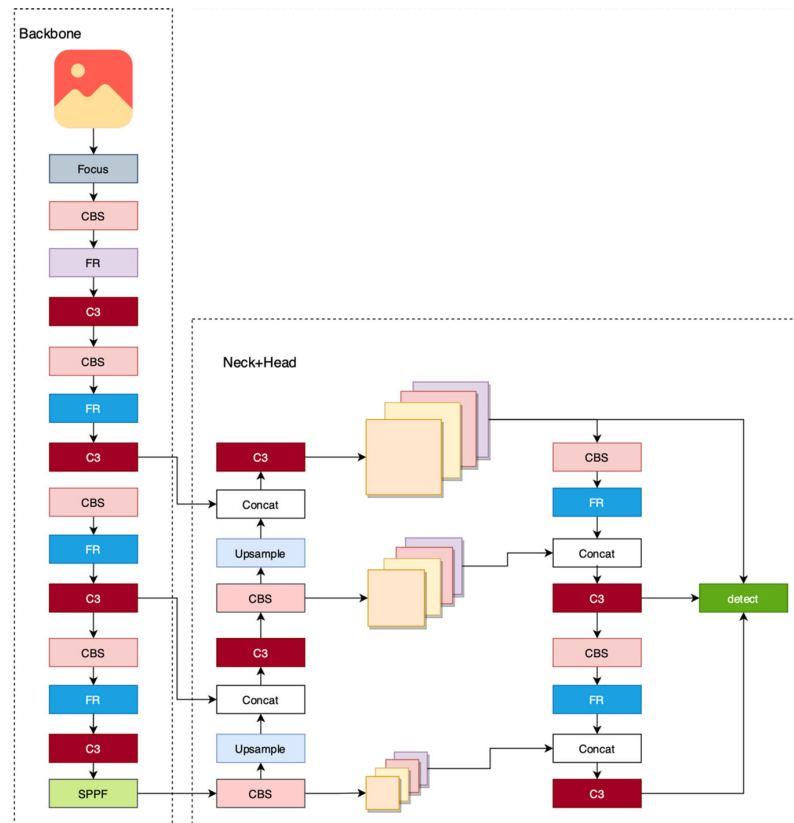 Backbone
Focus
CBS
FR
C3
CBS
FR
C3
CBS
FR
C3
CBS
FR
C3
SPPF
Neck+Head
C3
Concat
Upsample
CBS
C3
Concat
Upsample
CBS
CBS
FR
Concat
C3
CBS
FR
Concat
C3
detect